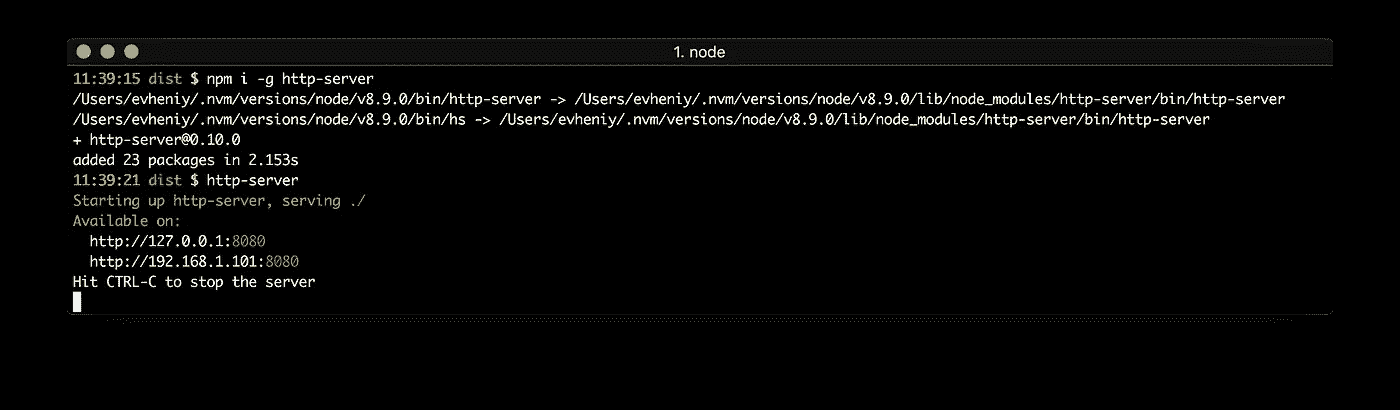 1. node
11:39:15 dist $ npm i -g http-server
/Users/evheniy/.nvm/versions/node/v8.9.0/bin/http-server -> /Users/evheniy/.nvm/versions/node/v8.9.0/lib/node_modules/http-server/bin/http-server
/Users/evheniy/.nvm/versions/node/v8.9.0/bin/hs -> /Users/evheniy/.nvm/versions/node/v8.9.0/lib/node_modules/http-server/bin/http-server
+ http-server@0.10.0
added 23 packages in 2.153s
11:39:21 dist $ http-server
Starting up http-server, serving ./
Available on:
  http://127.0.0.1:8080
  http://192.168.1.101:8080
Hit CTRL-C to stop the server